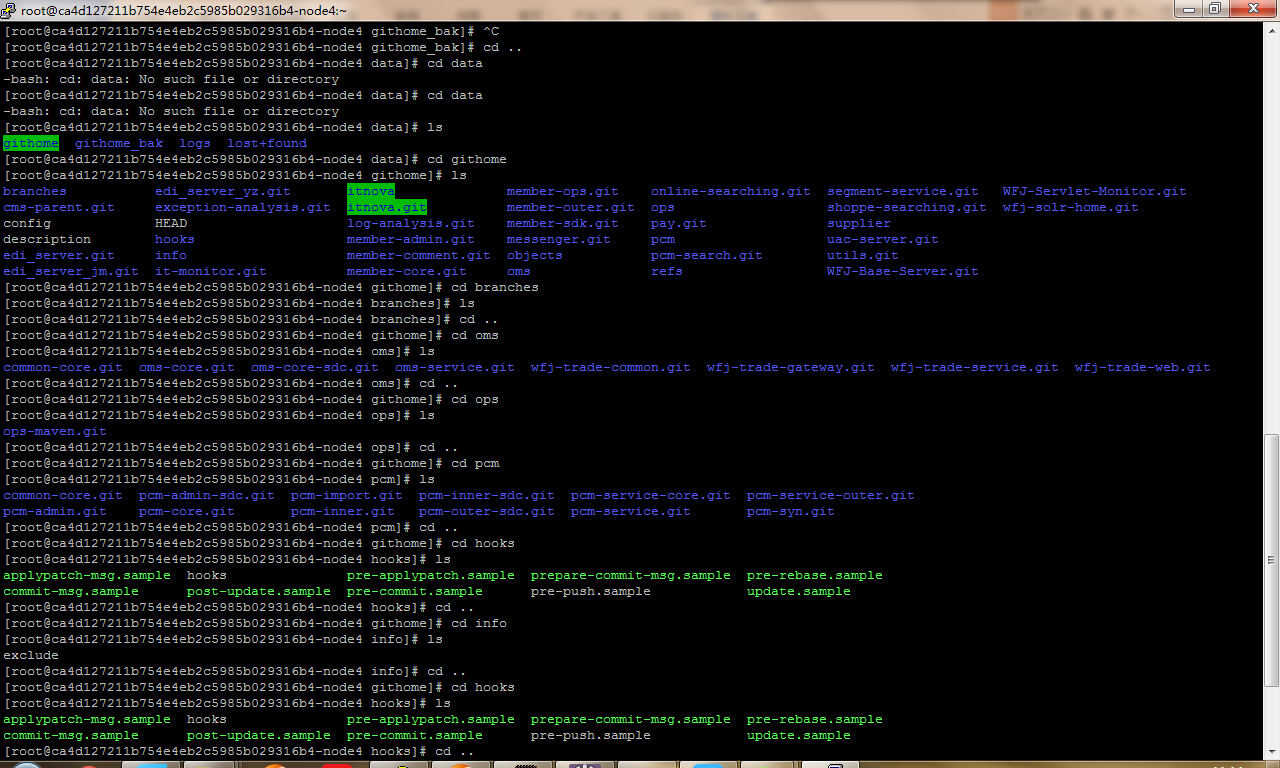 root@ca4d127211b754e4eb2c5985b029316b4-node4:~
[root@ca4d127211b754e4eb2c5985b029316b4-node4 githome_bak]# ^C
[root@ca4d127211b754e4eb2c5985b029316b4-node4 githome_bak]# cd ..
[root@ca4d127211b754e4eb2c5985b029316b4-node4 data]# cd data
-bash: cd: data: No such file or directory
[root@ca4d127211b754e4eb2c5985b029316b4-node4 data]# cd data
-bash: cd: data: No such file or directory
[root@ca4d127211b754e4eb2c5985b029316b4-node4 data]# ls
githome  githome_bak  logs  lost+found
[root@ca4d127211b754e4eb2c5985b029316b4-node4 data]# cd githome
[root@ca4d127211b754e4eb2c5985b029316b4-node4 githome]# ls
branches           edi_server_yz.git       itnova              member-ops.git    online-searching.git  segment-service.git   WFJ-Servlet-Monitor.git
cms-parent.git     exception-analysis.git  itnova.git          member-outer.git  ops                   shoppe-searching.git  wfj-solr-home.git
config             HEAD                    log-analysis.git    member-sdk.git    pay.git               supplier
description        hooks                   member-admin.git    messenger.git     pcm                   uac-server.git
edi_server.git     info                    member-comment.git  objects           pcm-search.git        utils.git
edi_server_jm.git  it-monitor.git          member-core.git     oms               refs                  WFJ-Base-Server.git
[root@ca4d127211b754e4eb2c5985b029316b4-node4 githome]# cd branches
[root@ca4d127211b754e4eb2c5985b029316b4-node4 branches]# ls
[root@ca4d127211b754e4eb2c5985b029316b4-node4 branches]# cd ..
[root@ca4d127211b754e4eb2c5985b029316b4-node4 githome]# cd oms
[root@ca4d127211b754e4eb2c5985b029316b4-node4 oms]# ls
common-core.git  oms-core.git  oms-core-sdc.git  oms-service.git  wfj-trade-common.git  wfj-trade-gateway.git  wfj-trade-service.git  wfj-trade-web.git
[root@ca4d127211b754e4eb2c5985b029316b4-node4 oms]# cd ..
[root@ca4d127211b754e4eb2c5985b029316b4-node4 githome]# cd ops
[root@ca4d127211b754e4eb2c5985b029316b4-node4 ops]# ls
ops-maven.git
[root@ca4d127211b754e4eb2c5985b029316b4-node4 ops]# cd ..
[root@ca4d127211b754e4eb2c5985b029316b4-node4 githome]# cd pcm
[root@ca4d127211b754e4eb2c5985b029316b4-node4 pcm]# ls
common-core.git  pcm-admin-sdc.git  pcm-import.git  pcm-inner-sdc.git  pcm-service-core.git  pcm-service-outer.git
pcm-admin.git    pcm-core.git       pcm-inner.git   pcm-outer-sdc.git  pcm-service.git       pcm-syn.git
[root@ca4d127211b754e4eb2c5985b029316b4-node4 pcm]# cd ..
[root@ca4d127211b754e4eb2c5985b029316b4-node4 githome]# cd hooks
[root@ca4d127211b754e4eb2c5985b029316b4-node4 hooks]# ls
applypatch-msg.sample  hooks               pre-applypatch.sample  prepare-commit-msg.sample  pre-rebase.sample
commit-msg.sample      post-update.sample  pre-commit.sample      pre-push.sample            update.sample
[root@ca4d127211b754e4eb2c5985b029316b4-node4 hooks]# cd ..
[root@ca4d127211b754e4eb2c5985b029316b4-node4 githome]# cd info
[root@ca4d127211b754e4eb2c5985b029316b4-node4 info]# ls
exclude
[root@ca4d127211b754e4eb2c5985b029316b4-node4 info]# cd ..
[root@ca4d127211b754e4eb2c5985b029316b4-node4 githome]# cd hooks
[root@ca4d127211b754e4eb2c5985b029316b4-node4 hooks]# ls
applypatch-msg.sample  hooks               pre-applypatch.sample  prepare-commit-msg.sample  pre-rebase.sample
commit-msg.sample      post-update.sample  pre-commit.sample      pre-push.sample            update.sample
[root@ca4d127211b754e4eb2c5985b029316b4-node4 hooks]# cd ..